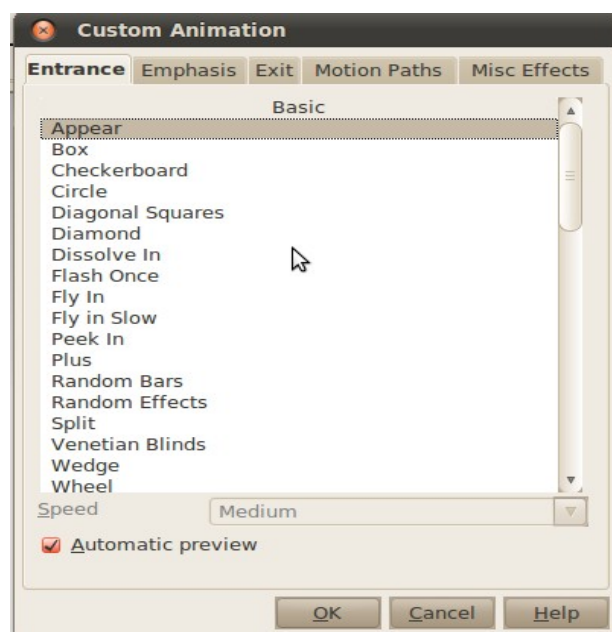 Custom Animation
Entrance Emphasis Exit Motion Paths Misc Effects
Basic
Appear
Box
Checkerboard
Circle
Diagonal Squares
Diamond
Dissolve In
Flash Once
Fly In
Fly in Slow
Peek In
Plus
Random Bars
Random Effects
Split
Venetian Blinds
Wedge
Wheel
Speed Medium
Automatic preview
OK Cancel Help